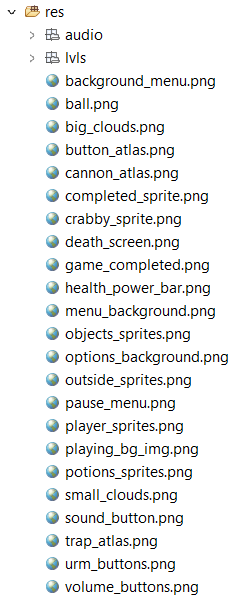 res
audio
lvls
background_menu.png
ball.png
big_clouds.png
button_atlas.png
cannon_atlas.png
completed_sprite.png
crabby_sprite.png
death_screen.png
game_completed.png
health_power_bar.png
menu_background.png
objects_sprites.png
options_background.png
outside_sprites.png
pause_menu.png
player_sprites.png
playing_bg_img.png
potions_sprites.png
small_clouds.png
sound_button.png
trap_atlas.png
urm_buttons.png
volume_buttons.png